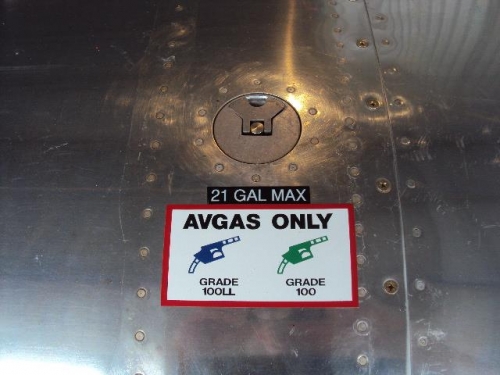 21 GAL MAX
AVGAS ONLY
GRADE GRADE
100LL 100